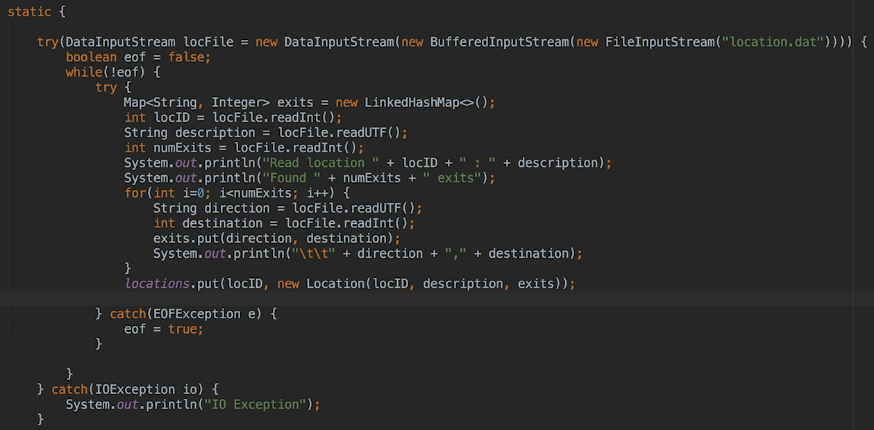 static {
try(DataInputStream locFile = new DataInputStream(new BufferedInputStream(new FileInputStream("location.dat")))) {
boolean eof = false;
while(!eof) {
try {
Map<String, Integer> exits = new LinkedHashMap<>();
int locID = locFile.readInt();
String description = locFile.readUTF();
int numExits = locFile.readInt();
System.out.println("Read location " + locID + " : " + description);
System.out.println("Found " + numExits + " exits");
for(int i=0; i<numExits; i++) {
String direction = locFile.readUTF();
int destination = locFile.readInt();
exits.put(direction, destination);
System.out.println("\t\t" + direction + "," + destination);
}
locations.put(locID, new Location(locID, description, exits));
} catch(EOFException e) {
eof = true;
}
}
} catch(IOException io) {
System.out.println("IO Exception");
}